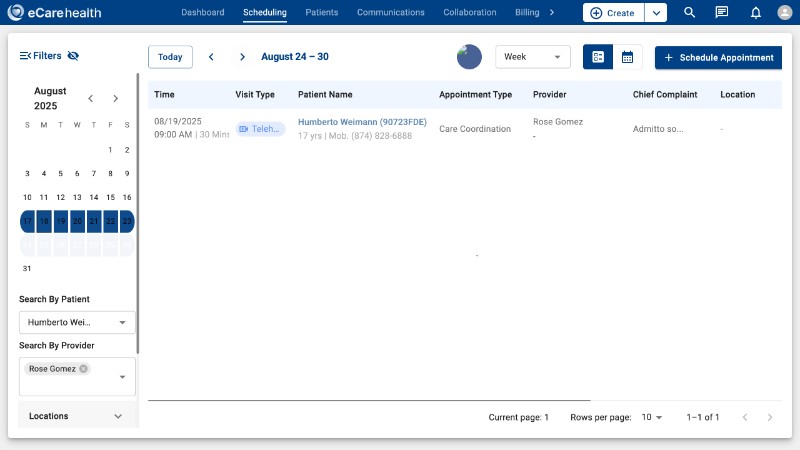 eCarehealth
Dashboard
Scheduling
Patients
Communications
Collaboration
Billing
Create
Filters
Today
August 24 – 30
Week
Schedule Appointment
August
2025
S M T W T F S
1 2
3 4 5 6 7 8 9
10 11 12 13 14 15 16
17 18 19 20 21 22 23
31
Search By Patient
Humberto Wei...
Search By Provider
Rose Gomez
Locations
Time Visit Type Patient Name Appointment Type Provider Chief Complaint Location
08/19/2025
09:00 AM | 30 Mins
Teleh...
Humberto Weimann (90723FDE)
17 yrs | Mob. (874) 828-6888
Care Coordination
Rose Gomez
-
Admitto so...
-
Current page: 1
Rows per page: 10
1–1 of 1